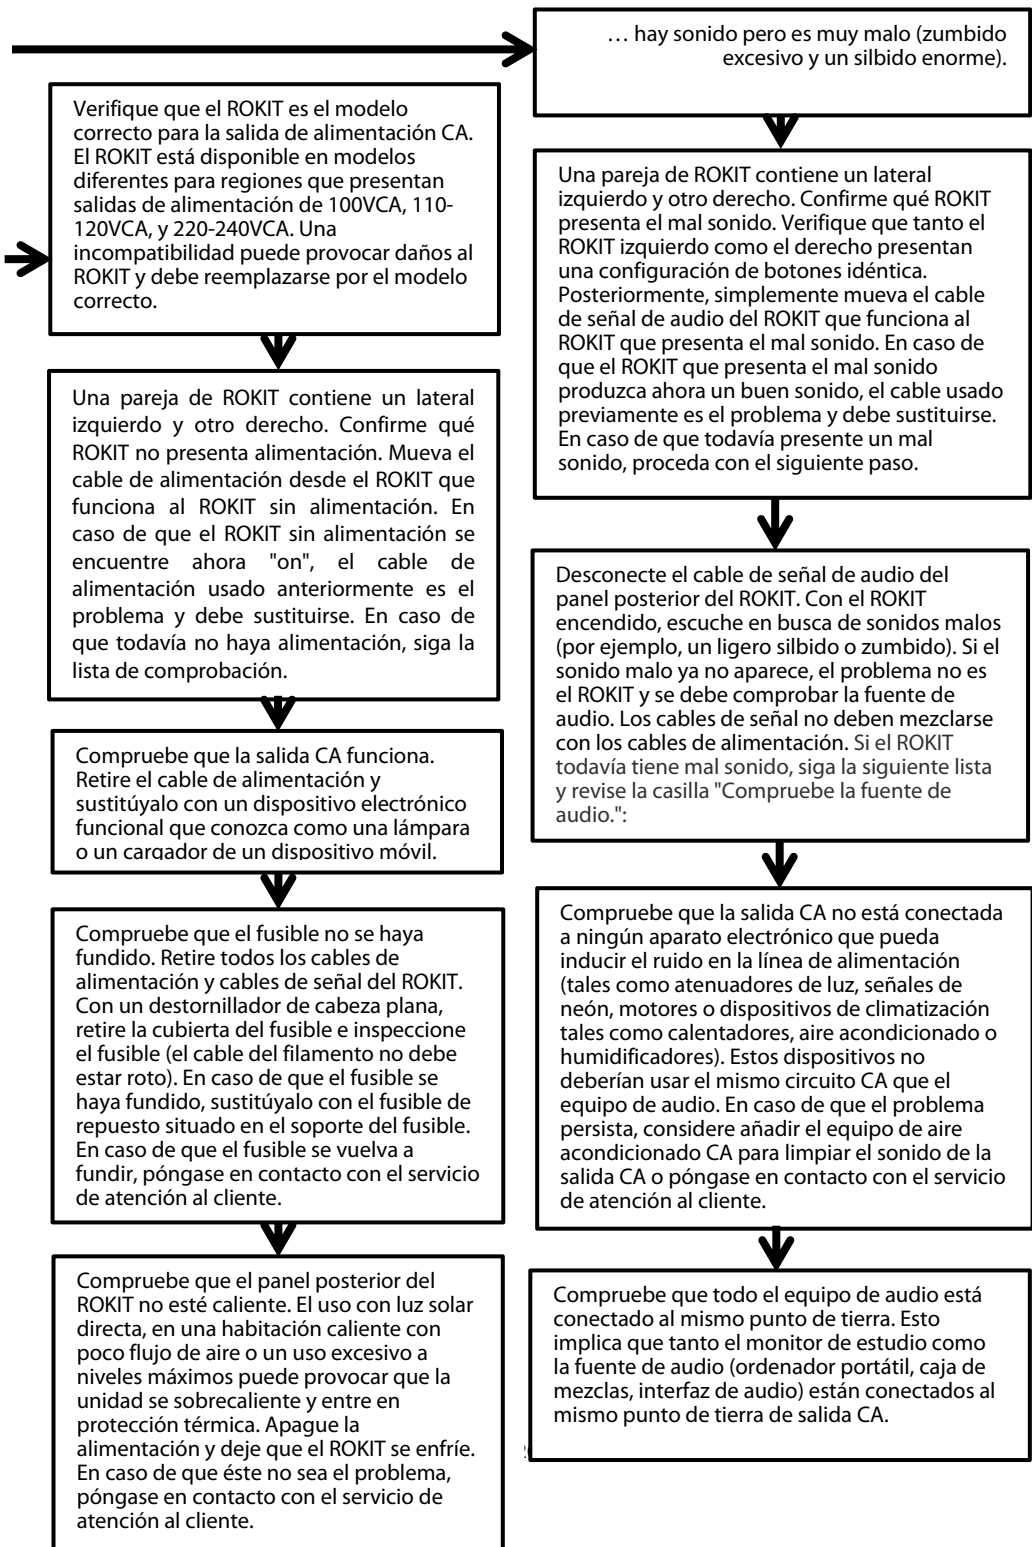 … hay sonido pero es muy malo (zumbido
excesivo y un silbido enorme).
Verifique que el ROKIT es el modelo
correcto para la salida de alimentación CA.
El ROKIT está disponible en modelos
diferentes para regiones que presentan
salidas de alimentación de 100VCA, 110-
120VCA, y 220-240VCA. Una
incompatibilidad puede provocar daños al
ROKIT y debe reemplazarse por el modelo
correcto.
Una pareja de ROKIT contiene un lateral
izquierdo y otro derecho. Confirme qué
ROKIT no presenta alimentación. Mueva el
cable de alimentación desde el ROKIT que
funciona al ROKIT sin alimentación. En
caso de que el ROKIT sin alimentación se
encuentre ahora "on", el cable de
alimentación usado anteriormente es el
problema y debe sustituirse. En caso de
que todavía no haya alimentación, siga la
lista de comprobación.
Compruebe que la salida CA funciona.
Retire el cable de alimentación y
sustitúyalo con un dispositivo electrónico
funcional que conozca como una lámpara
o un cargador de un dispositivo móvil.
Compruebe que el fusible no se haya
fundido. Retire todos los cables de
alimentación y cables de señal del ROKIT.
Con un destornillador de cabeza plana,
retire la cubierta del fusible e inspeccione
el fusible (el cable del filamento no debe
estar roto). En caso de que el fusible se
haya fundido, sustitúyalo con el fusible de
repuesto situado en el soporte del fusible.
En caso de que el fusible se vuelva a
fundir, póngase en contacto con el servicio
de atención al cliente.
Compruebe que el panel posterior del
ROKIT no esté caliente. El uso con luz solar
directa, en una habitación caliente con
poco flujo de aire o un uso excesivo a
niveles máximos puede provocar que la
unidad se sobrecaliente y entre en
protección térmica. Apague la
alimentación y deje que el ROKIT se enfríe.
En caso de que éste no sea el problema,
póngase en contacto con el servicio de
atención al cliente.
Una pareja de ROKIT contiene un lateral
izquierdo y otro derecho. Confirme qué ROKIT
presenta el mal sonido. Verifique que tanto el
ROKIT izquierdo como el derecho presentan
una configuración de botones idéntica.
Posteriormente, simplemente mueva el cable
de señal de audio del ROKIT que funciona al
ROKIT que presenta el mal sonido. En caso de
que el ROKIT que presenta el mal sonido
produzca ahora un buen sonido, el cable usado
previamente es el problema y debe sustituirse.
En caso de que todavía presente un mal
sonido, proceda con el siguiente paso.
Desconecte el cable de señal de audio del
panel posterior del ROKIT. Con el ROKIT
encendido, escuche en busca de sonidos malos
(por ejemplo, un ligero silbido o zumbido). Si el
sonido malo ya no aparece, el problema no es
el ROKIT y se debe comprobar la fuente de
audio. Los cables de señal no deben mezclarse
con los cables de alimentación. Si el ROKIT
todavía tiene mal sonido, siga la siguiente lista
y revise la casilla "Compruebe la fuente de
audio.":
Compruebe que la salida CA no está conectada
a ningún aparato electrónico que pueda
inducir el ruido en la línea de alimentación
(tales como atenuadores de luz, señales de
neón, motores o dispositivos de climatización
tales como calentadores, aire acondicionado o
humidificadores). Estos dispositivos no
deberían usar el mismo circuito CA que el
equipo de audio. En caso de que el problema
persista, considere añadir el equipo de aire
acondicionado CA para limpiar el sonido de la
salida CA o póngase en contacto con el servicio
de atención al cliente.
Compruebe que todo el equipo de audio está
conectado al mismo punto de tierra. Esto
implica que tanto el monitor de estudio como
la fuente de audio (ordenador portátil, caja de
mezclas, interfaz de audio) están conectados al
mismo punto de tierra de salida CA.